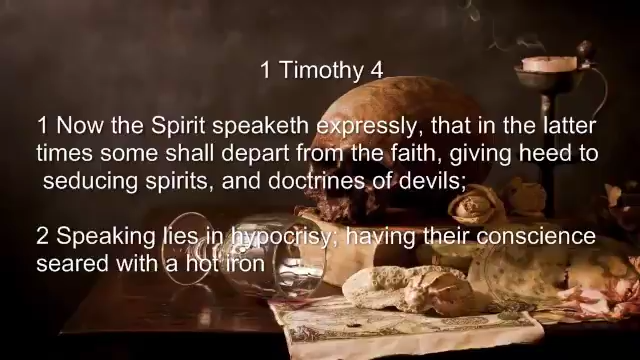 1 Timothy 4
1 Now the Spirit speaketh expressly, that in the latter
times some shall depart from the faith, giving heed to
seducing spirits, and doctrines of devils;
2 Speaking lies in hypocrisy; having their conscience
seared with a hot iron